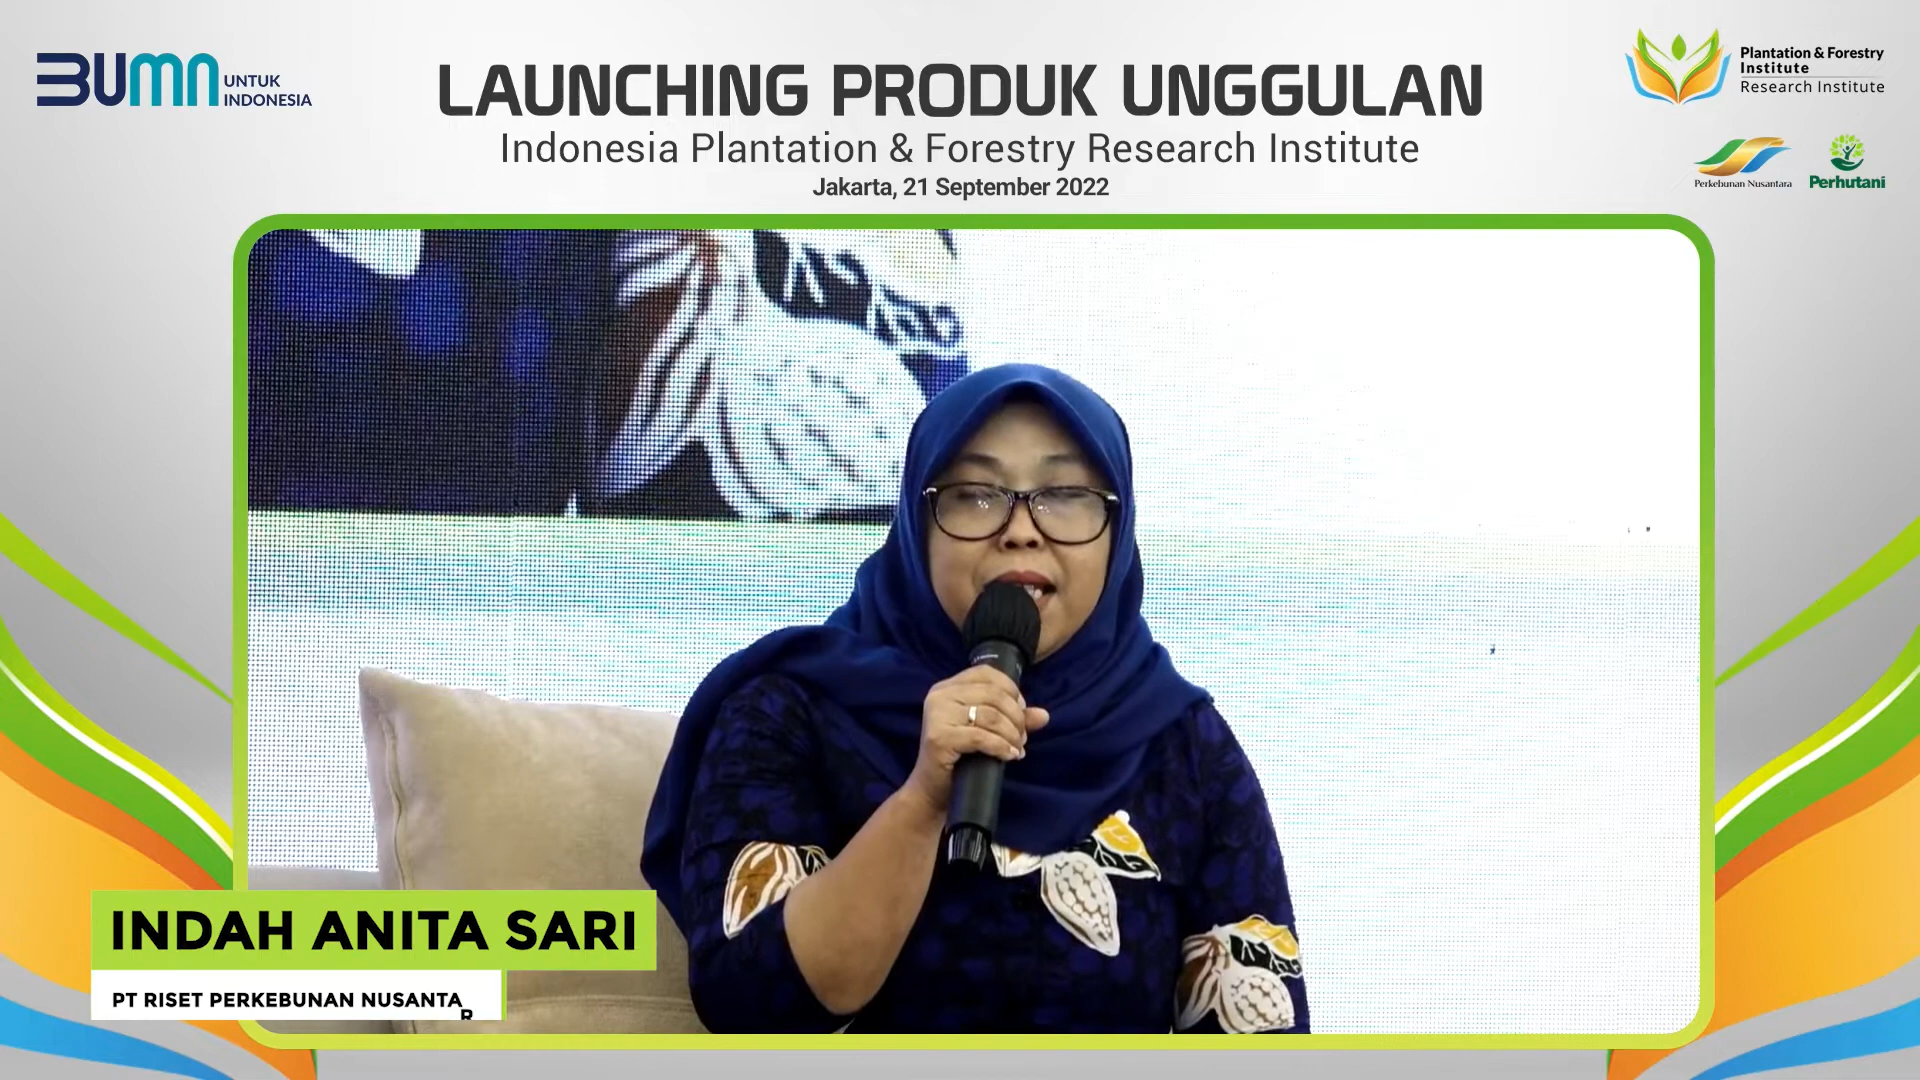 BUMN UNTUK
INDONESIA
LAUNCHING PRODUK UNGGULAN
Indonesia Plantation & Forestry Research Institute
Jakarta, 21 September 2022
Plantation & Forestry
Institute
Research Institute
Perkebunan Nusantara
Perhutani
INDAH ANITA SARI
PT RISET PERKEBUNAN NUSANTAR